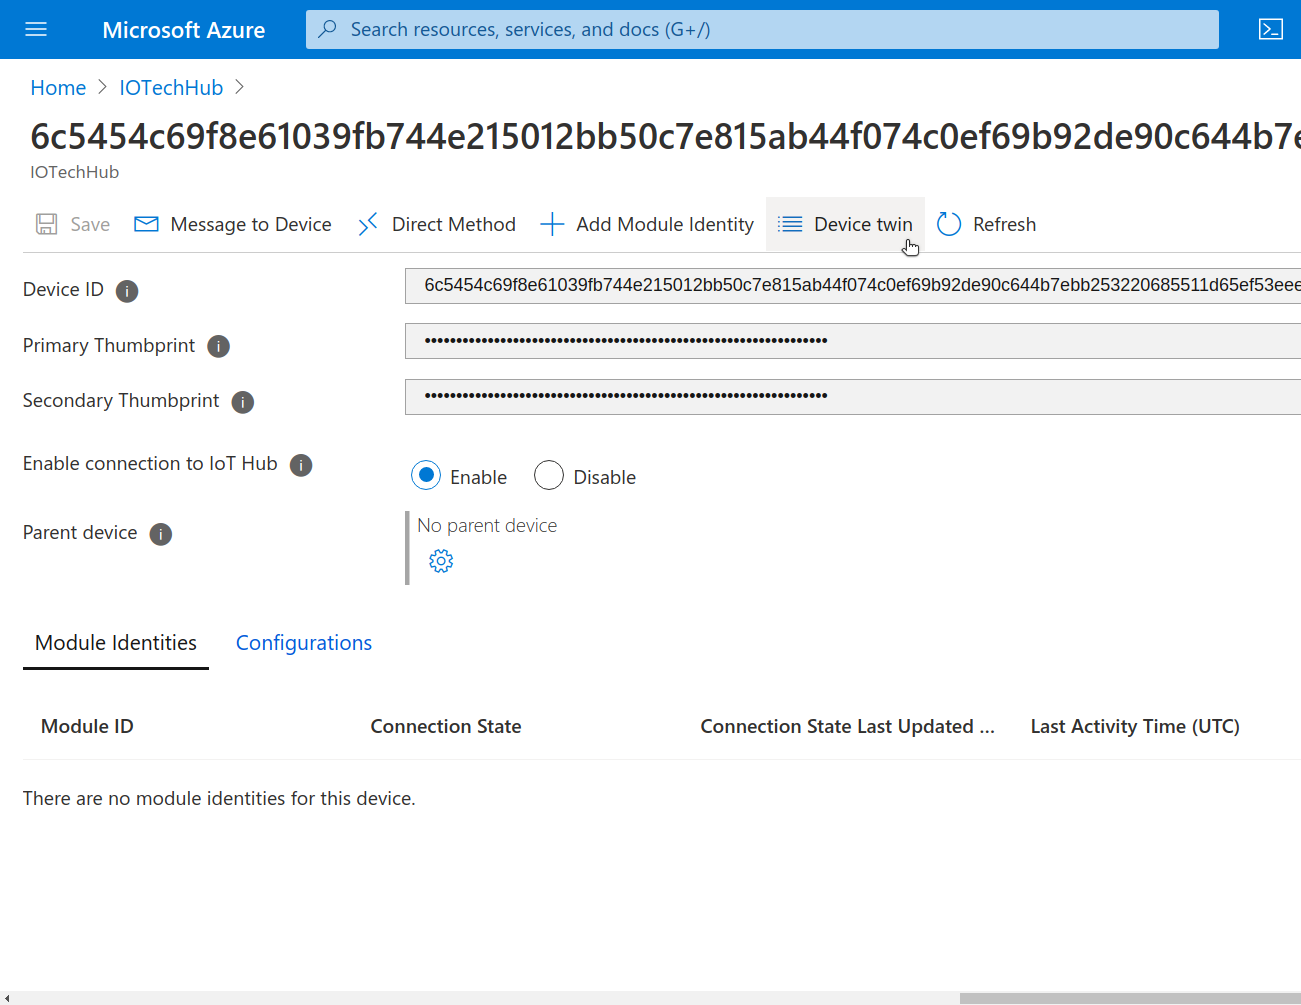 Microsoft Azure
Search resources, services, and docs (G+/)
Home > IOTechHub >
6c5454c69f8e61039fb744e215012bb50c7e815ab44f074c0ef69b92de90c644b7e
IOTechHub
Save Message to Device Direct Method Add Module Identity Device twin Refresh
Device ID i 6c5454c69f8e61039fb744e215012bb50c7e815ab44f074c0ef69b92de90c644b7ebb253220685511d65ef53eee
Primary Thumbprint i ••••••••••••••••••••••••••••••••••••••••••••••••••••••••••••••••
Secondary Thumbprint i ••••••••••••••••••••••••••••••••••••••••••••••••••••••••••••••••
Enable connection to IoT Hub i Enable Disable
Parent device i No parent device
Module Identities Configurations
Module ID Connection State Connection State Last Updated ... Last Activity Time (UTC)
There are no module identities for this device.